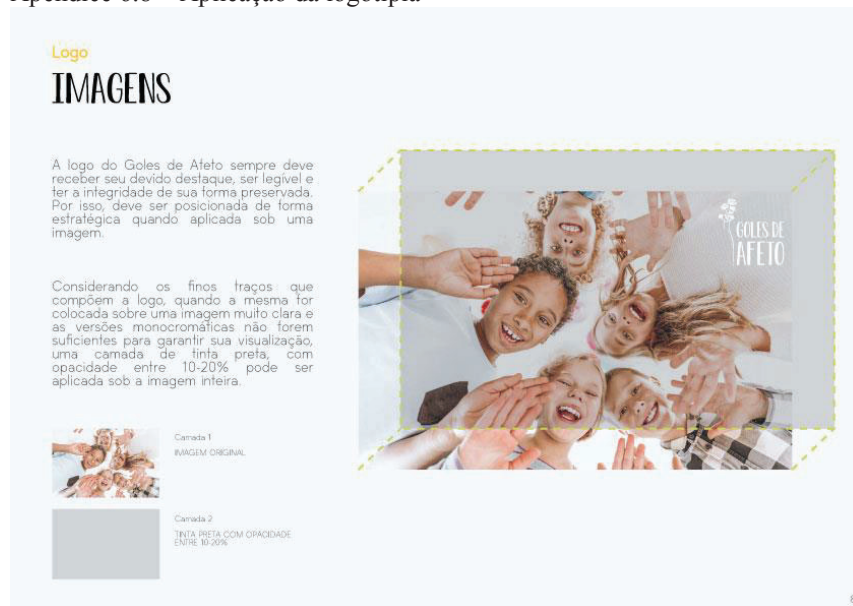 Apêndice 6.8 – Aplicação da logotipia
Logo
IMAGENS
A logo do Goles de Afeto sempre deve
receber seu devido destaque, ser legível e
ter a integridade de sua forma preservada.
Por isso, deve ser posicionada de forma
estratégica quando aplicada sob uma
imagem.
Considerando os finos traços que
compõem a logo, quando a mesma for
colocada sobre uma imagem muito clara e
as versões monocromáticas não forem
suficientes para garantir sua visualização,
uma camada de tinta preta, com
opacidade entre 10-20% pode ser
aplicada sob a imagem inteira.
GOLES DE
AFETO
Camada 1
IMAGEM ORIGINAL
Camada 2
TINTA PRETA COM OPACIDADE
ENTRE 10-20%